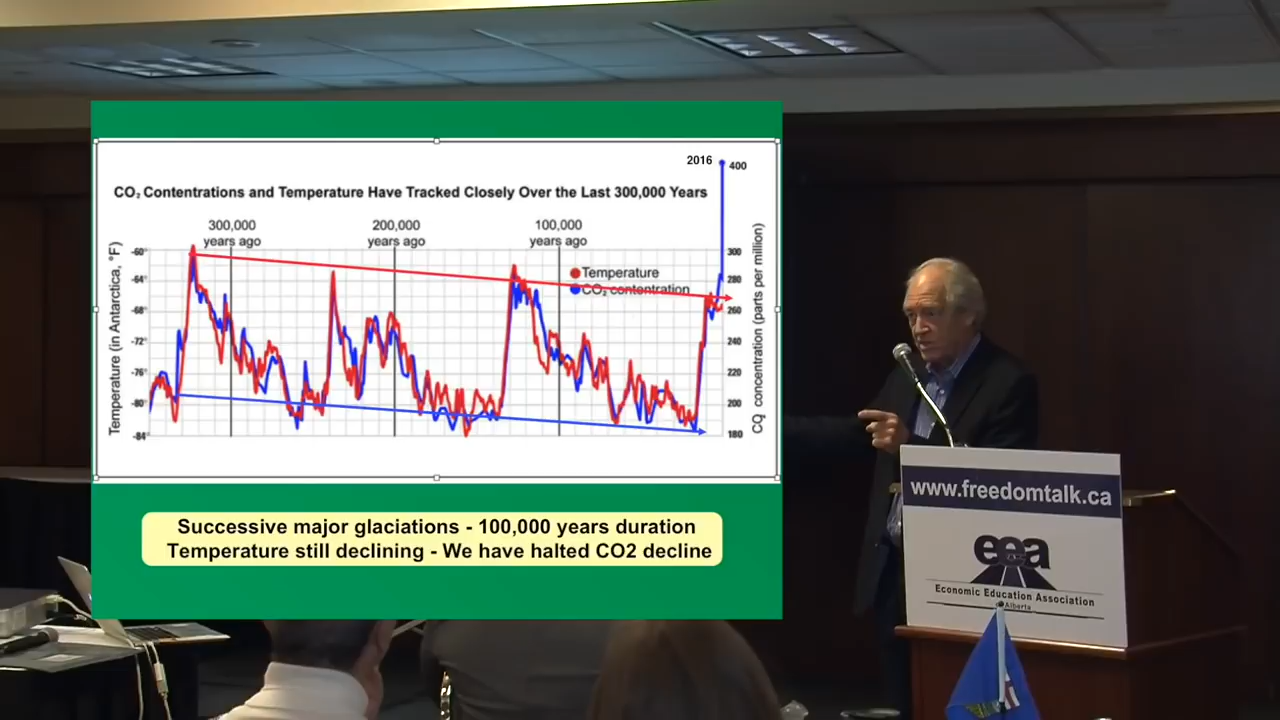 2016
400
CO₂ Contentrations and Temperature Have Tracked Closely Over the Last 300,000 Years
300,000 years ago
200,000 years ago
100,000 years ago
Temperature (in Antarctica, °F)
-60°
-64°
-68°
-72°
-76°
-80°
-84°
Temperature
CO₂ contentration
300
280
260
240
220
200
180
CO₂ concentration (parts per million)
Successive major glaciations - 100,000 years duration
Temperature still declining - We have halted CO2 decline
www.freedomtalk.ca
eea
Economic Education Association
of Alberta